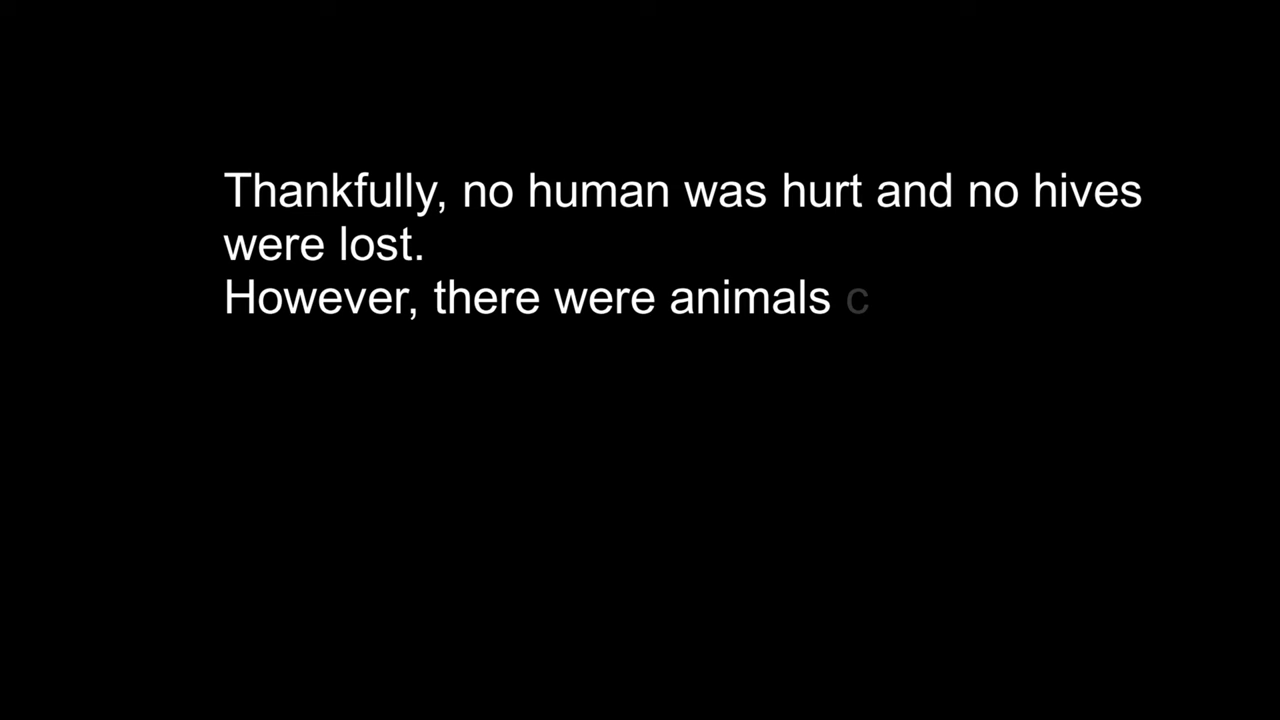 Thankfully, no human was hurt and no hives
were lost.
However, there were animals c